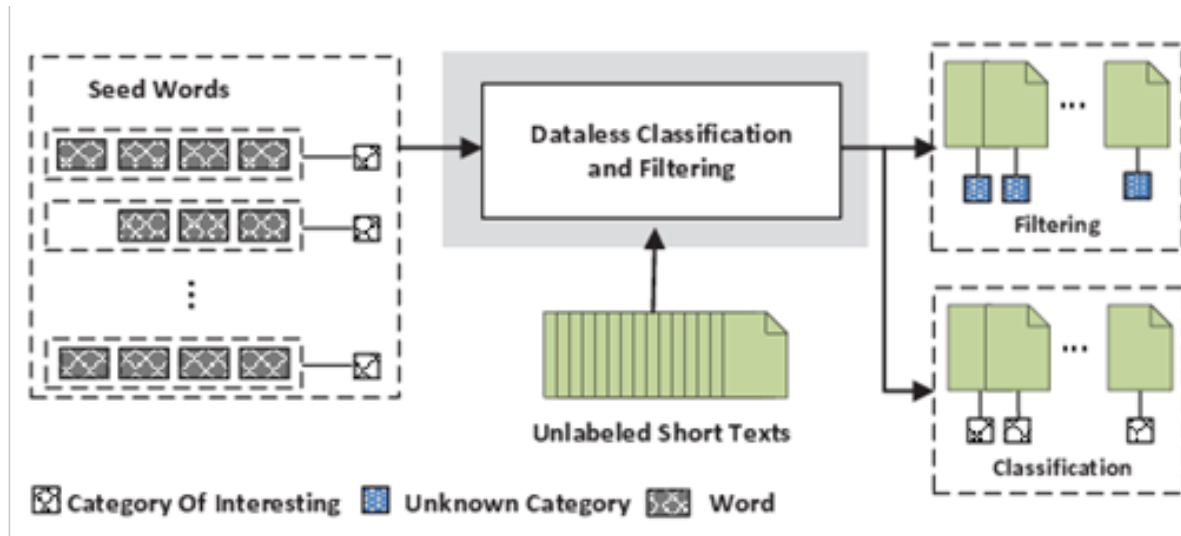 Seed Words
Dataless Classification
and Filtering
Unlabeled Short Texts
...
Filtering
...
Classification
Category Of Interesting Unknown Category Word